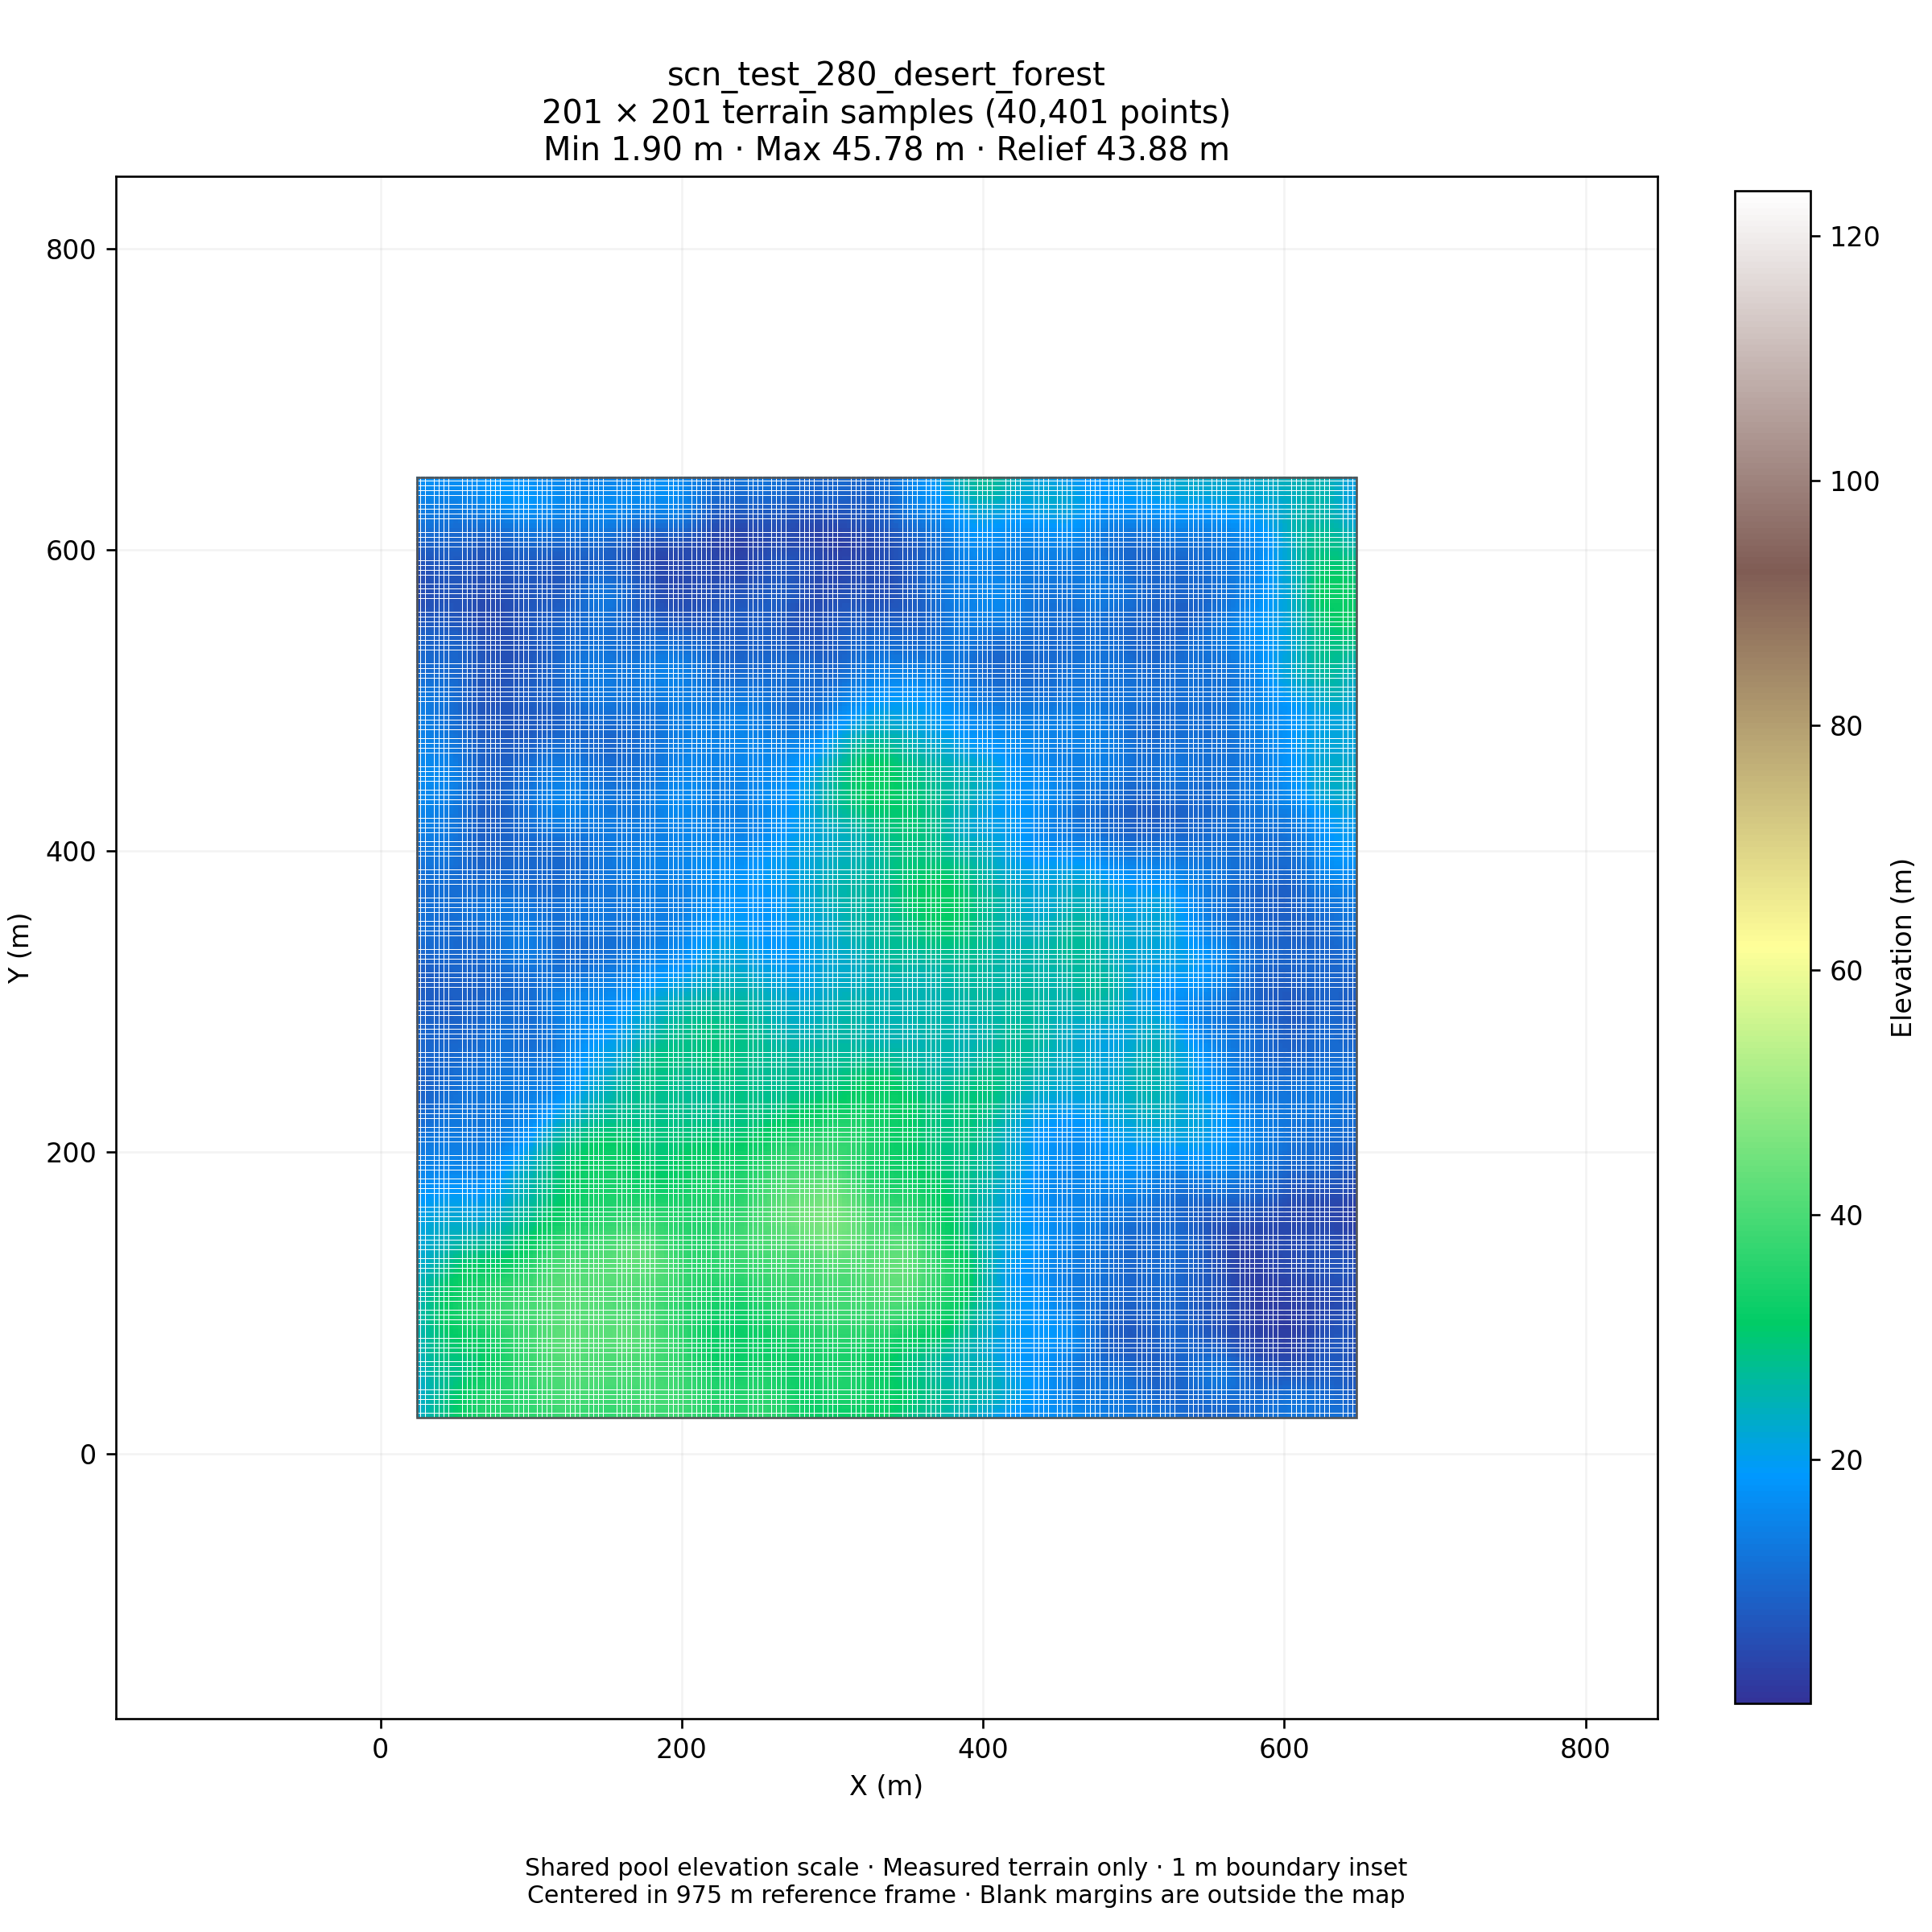 scn_test_280_desert_forest
201 × 201 terrain samples (40,401 points)
Min 1.90 m · Max 45.78 m · Relief 43.88 m
800
600
400
200
0
Y (m)
0
200
400
600
800
X (m)
120
100
80
60
40
20
Elevation (m)
Shared pool elevation scale · Measured terrain only · 1 m boundary inset
Centered in 975 m reference frame · Blank margins are outside the map